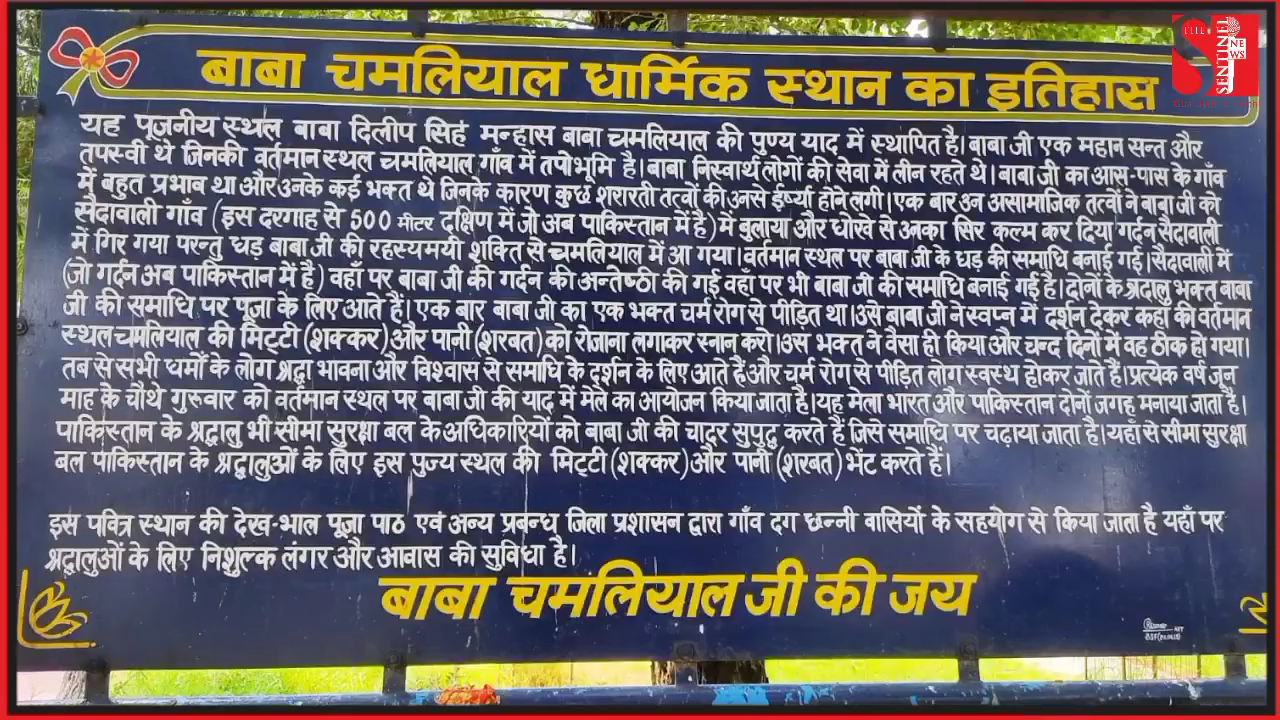 THE
SENTINEL
NEWS
बाबा चमलियाल धार्मिक स्थान का इतिहास
यह पूजनीय स्थल बाबा दिलीप सिहं मन्हास बाबा चमलियाल की पुण्य याद में स्थापित है। बाबा जी एक महान सन्त और
तपस्वी थे जिनकी वर्तमान स्थल चमलियाल गाँव में तपोभूमि है। बाबा निस्वार्थ लोगों की सेवा में लीन रहते थे। बाबा जी का आस-पास के गाँव
में बहुत प्रभाव था और उनके कई भक्त थे जिनके कारण कुछ शरारती तत्वों की उनसे ईर्ष्या होने लगी। एक बार उन असामाजिक तत्वों ने बाबा जी को
सैदावाली गाँव (इस दरगाह से 500 मीटर दक्षिण में जो अब पाकिस्तान में है) में बुलाया और धोखे से उनका सिर कल्म कर दिया गर्दन सैदावाली
में गिर गया परन्तु धड़ बाबा जी की रहस्यमयी शक्ति से चमलियाल में आ गया। वर्तमान स्थल पर बाबा जी के धड़ की समाधि बनाई गई। सैदावाली में
(जो गर्दन अब पाकिस्तान में है) वहाँ पर बाबा जी की गर्दन की अन्तेष्ठी की गई वहाँ पर भी बाबा जी की समाधि बनाई गई है। दोनों के श्रदालु भक्त बाबा
जी की समाधि पर पूजा के लिए आते हैं। एक बार बाबा जी का एक भक्त चर्म रोग से पीड़ित था। उसे बाबा जी ने स्वप्न में दर्शन देकर कहा की वर्तमान
स्थल चमलियाल की मिट्टी (शक्कर) और पानी (शरबत) को रोजाना लगाकर स्नान करो। उस भक्त ने वैसा ही किया और चन्द दिनों में वह ठीक हो गया।
तब से सभी धर्मों के लोग श्रद्धा भावना और विश्वास से समाधि के दर्शन के लिए आते हैं और चर्म रोग से पीड़ित लोग स्वस्थ होकर जाते हैं। प्रत्येक वर्ष जून
माह के चौथे गुरूवार को वर्तमान स्थल पर बाबा जी की याद में मेले का आयोजन किया जाता है। यह मेला भारत और पाकिस्तान दोनों जगह मनाया जाता है।
पाकिस्तान के श्रद्धालु भी सीमा सुरक्षा बल के अधिकारियों को बाबा जी की चादर सुपुद्र करते हैं जिसे समाधि पर चढ़ाया जाता है। यहाँ से सीमा सुरक्षा
बल पाकिस्तान के श्रद्धालुओं के लिए इस पुज्य स्थल की मिट्टी (शक्कर) और पानी (शरबत) भेंट करते हैं।
इस पवित्र स्थान की देख-भाल पूजा पाठ एवं अन्य प्रबन्ध जिला प्रशासन द्वारा गाँव दग छन्नी वासियों के सहयोग से किया जाता है यहाँ पर
श्रद्धालुओं के लिए निशुल्क लंगर और आवास की सुविधा है।
बाबा चमलियाल जी की जय